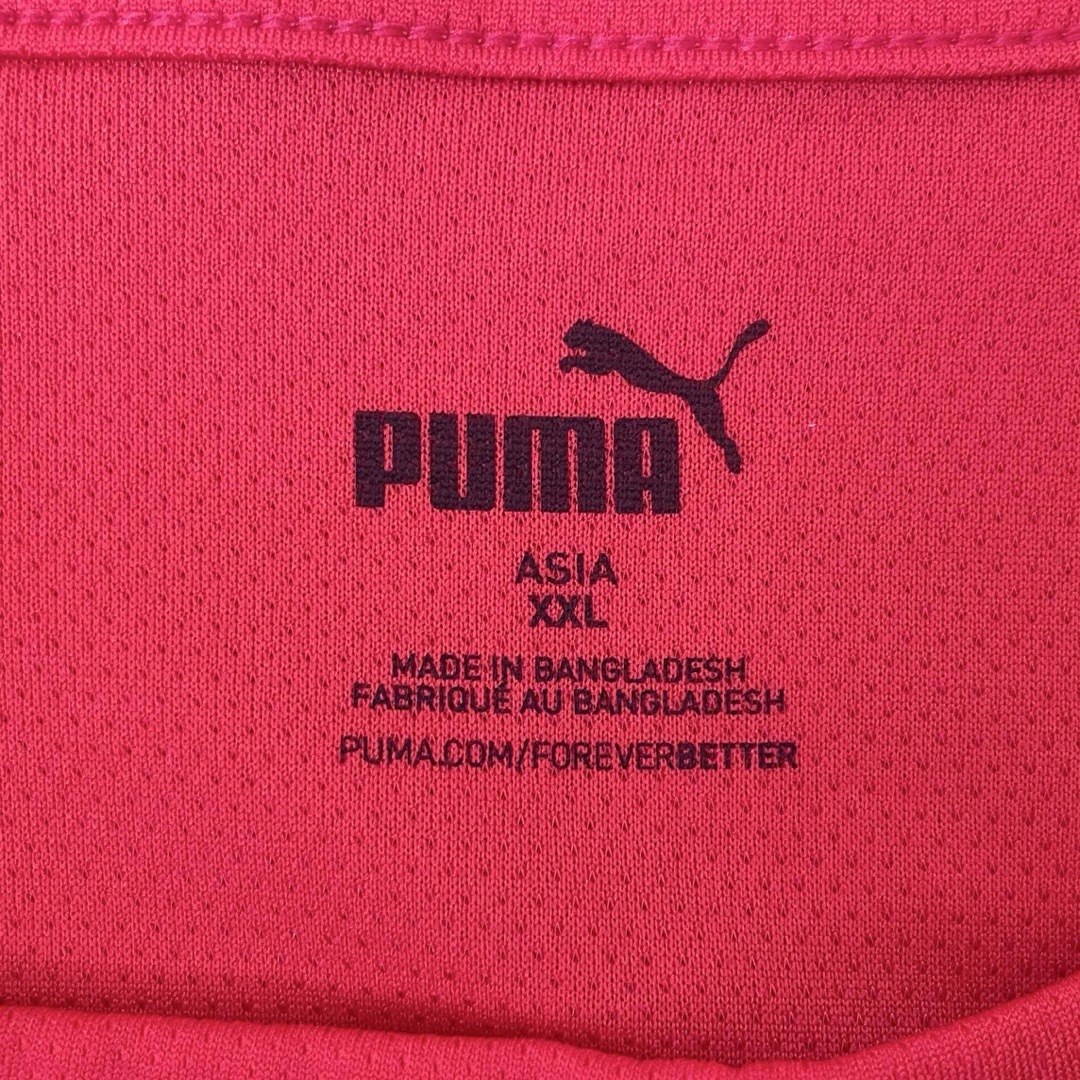 PUMA
ASIA
XXL
MADE IN BANGLADESH
FABRIQUÉ AU BANGLADESH
PUMA.COM/FOREVERBETTER